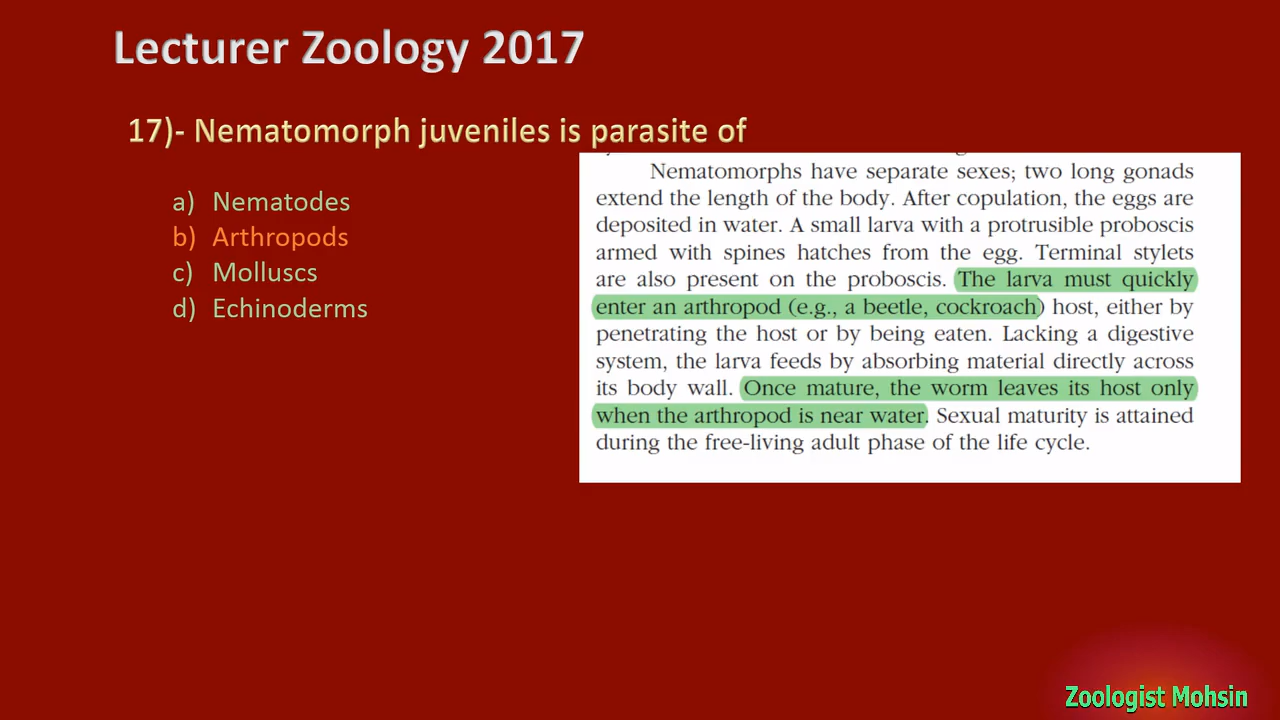 Lecturer Zoology 2017
17)- Nematomorph juveniles is parasite of
a) Nematodes
b) Arthropods
c) Molluscs
d) Echinoderms
Nematomorphs have separate sexes; two long gonads
extend the length of the body. After copulation, the eggs are
deposited in water. A small larva with a protrusible proboscis
armed with spines hatches from the egg. Terminal stylets
are also present on the proboscis. The larva must quickly
enter an arthropod (e.g., a beetle, cockroach) host, either by
penetrating the host or by being eaten. Lacking a digestive
system, the larva feeds by absorbing material directly across
its body wall. Once mature, the worm leaves its host only
when the arthropod is near water. Sexual maturity is attained
during the free-living adult phase of the life cycle.
Zoologist Mohsin